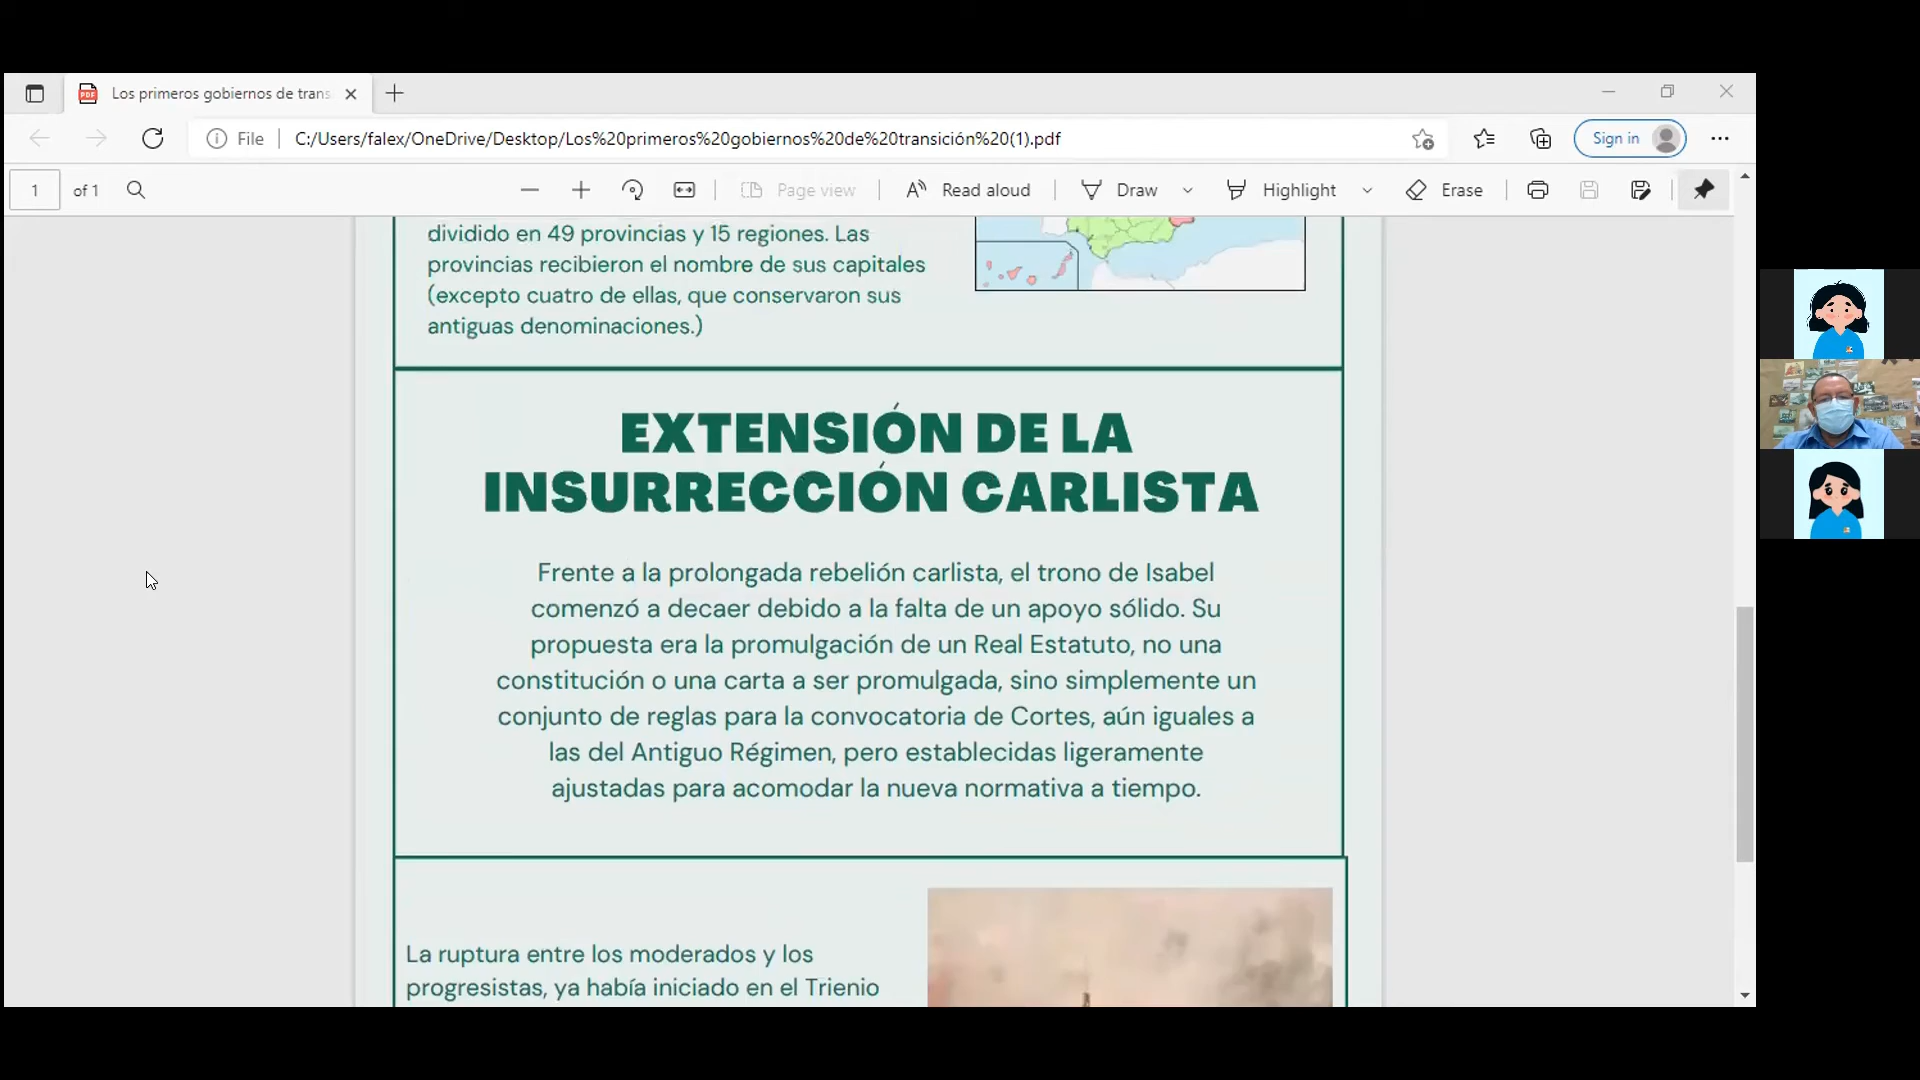 Los primeros gobiernos de trans
File
C:/Users/falex/OneDrive/Desktop/Los%20primeros%20gobiernos%20de%20transición%20(1).pdf
Sign in
1 of 1
Page view
Read aloud
Draw
Highlight
Erase
dividido en 49 provincias y 15 regiones. Las
provincias recibieron el nombre de sus capitales
(excepto cuatro de ellas, que conservaron sus
antiguas denominaciones.)
EXTENSIÓN DE LA
INSURRECCIÓN CARLISTA
Frente a la prolongada rebelión carlista, el trono de Isabel
comenzó a decaer debido a la falta de un apoyo sólido. Su
propuesta era la promulgación de un Real Estatuto, no una
constitución o una carta a ser promulgada, sino simplemente un
conjunto de reglas para la convocatoria de Cortes, aún iguales a
las del Antiguo Régimen, pero establecidas ligeramente
ajustadas para acomodar la nueva normativa a tiempo.
La ruptura entre los moderados y los
progresistas, ya había iniciado en el Trienio